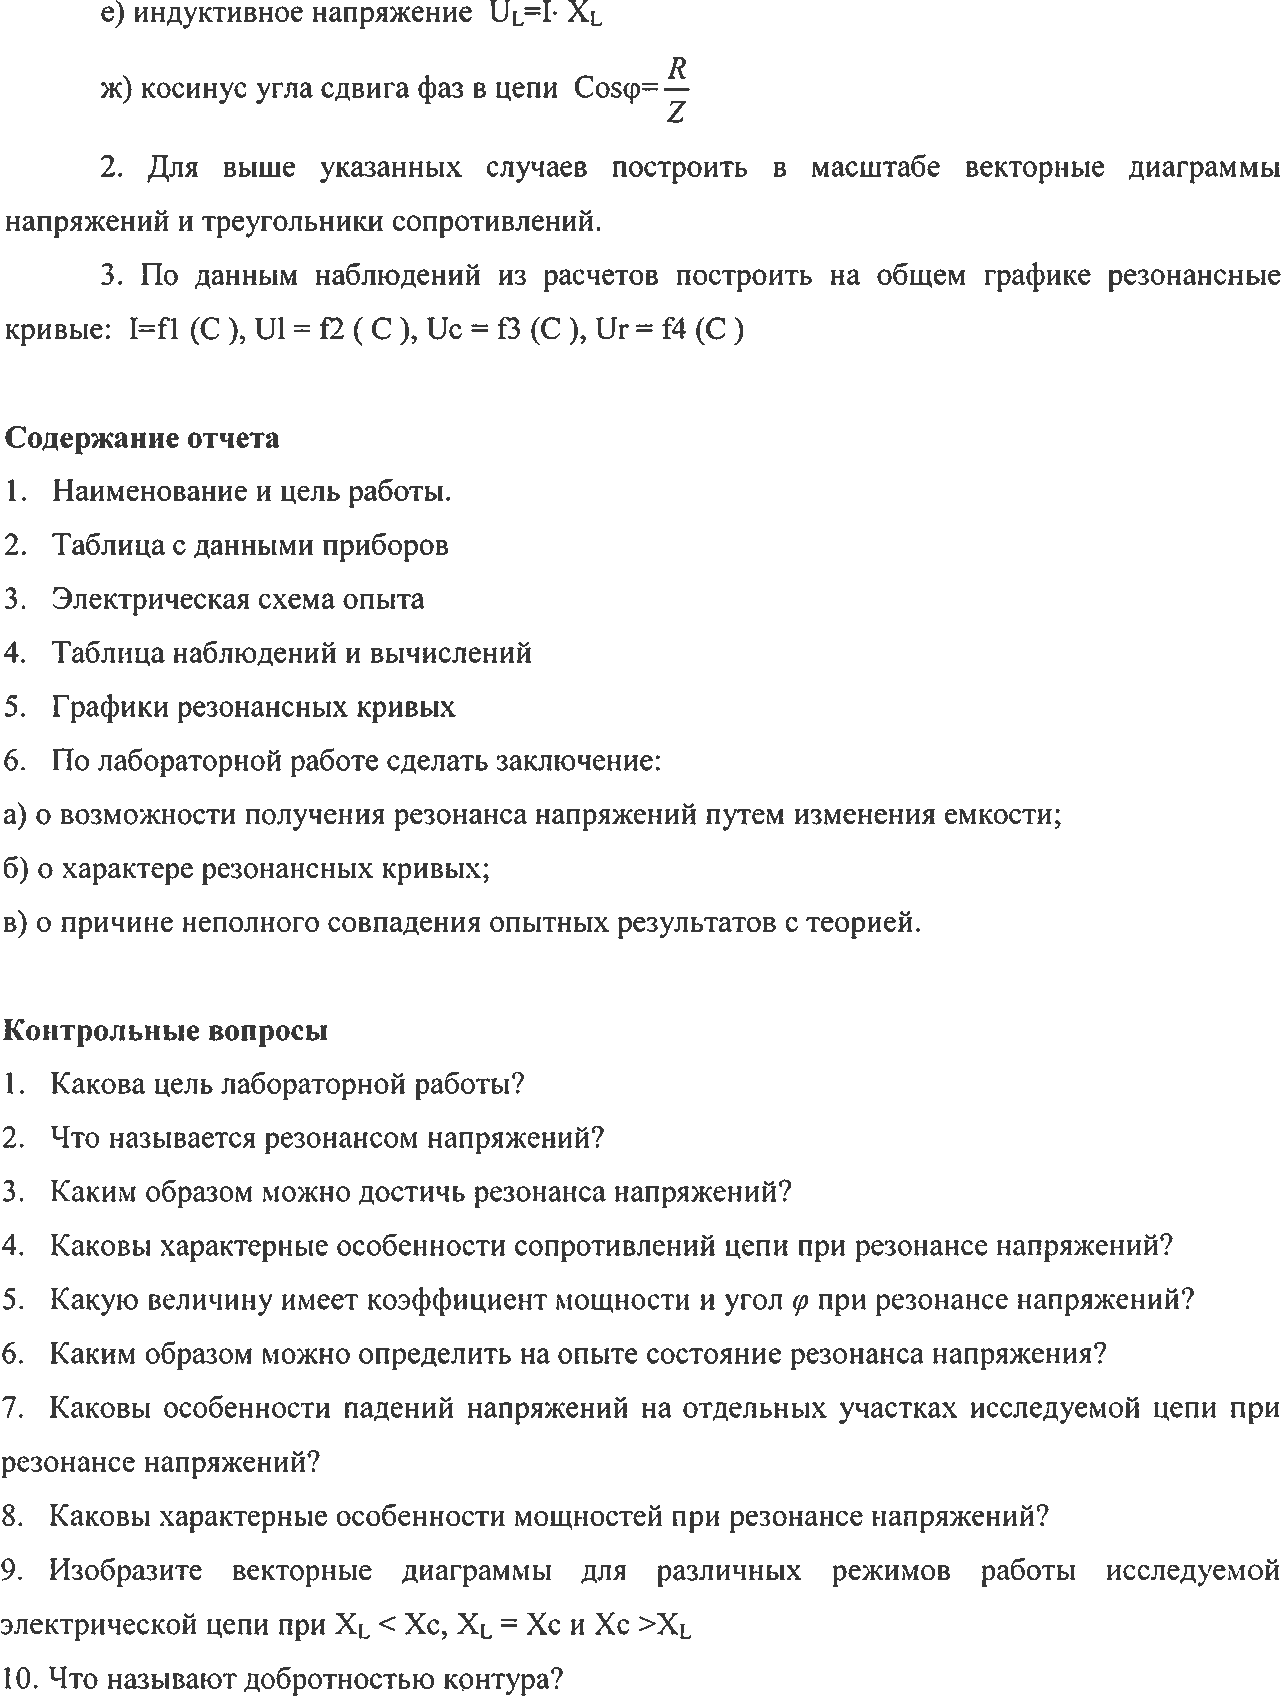 е) индуктивное напряжение U_L=I· X_L
ж) косинус угла сдвига фаз в цепи Cosφ=R/Z
2. Для выше указанных случаев построить в масштабе векторные диаграммы
напряжений и треугольники сопротивлений.
3. По данным наблюдений из расчетов построить на общем графике резонансные
кривые: I=f1 (C ), Ul = f2 ( C ), Uc = f3 (C ), Ur = f4 (C )
Содержание отчета
1. Наименование и цель работы.
2. Таблица с данными приборов
3. Электрическая схема опыта
4. Таблица наблюдений и вычислений
5. Графики резонансных кривых
6. По лабораторной работе сделать заключение:
а) о возможности получения резонанса напряжений путем изменения емкости;
б) о характере резонансных кривых;
в) о причине неполного совпадения опытных результатов с теорией.
Контрольные вопросы
1. Какова цель лабораторной работы?
2. Что называется резонансом напряжений?
3. Каким образом можно достичь резонанса напряжений?
4. Каковы характерные особенности сопротивлений цепи при резонансе напряжений?
5. Какую величину имеет коэффициент мощности и угол φ при резонансе напряжений?
6. Каким образом можно определить на опыте состояние резонанса напряжения?
7. Каковы особенности падений напряжений на отдельных участках исследуемой цепи при
резонансе напряжений?
8. Каковы характерные особенности мощностей при резонансе напряжений?
9. Изобразите векторные диаграммы для различных режимов работы исследуемой
электрической цепи при X_L < Xc, X_L = Xc и Xc >X_L
10. Что называют добротностью контура?